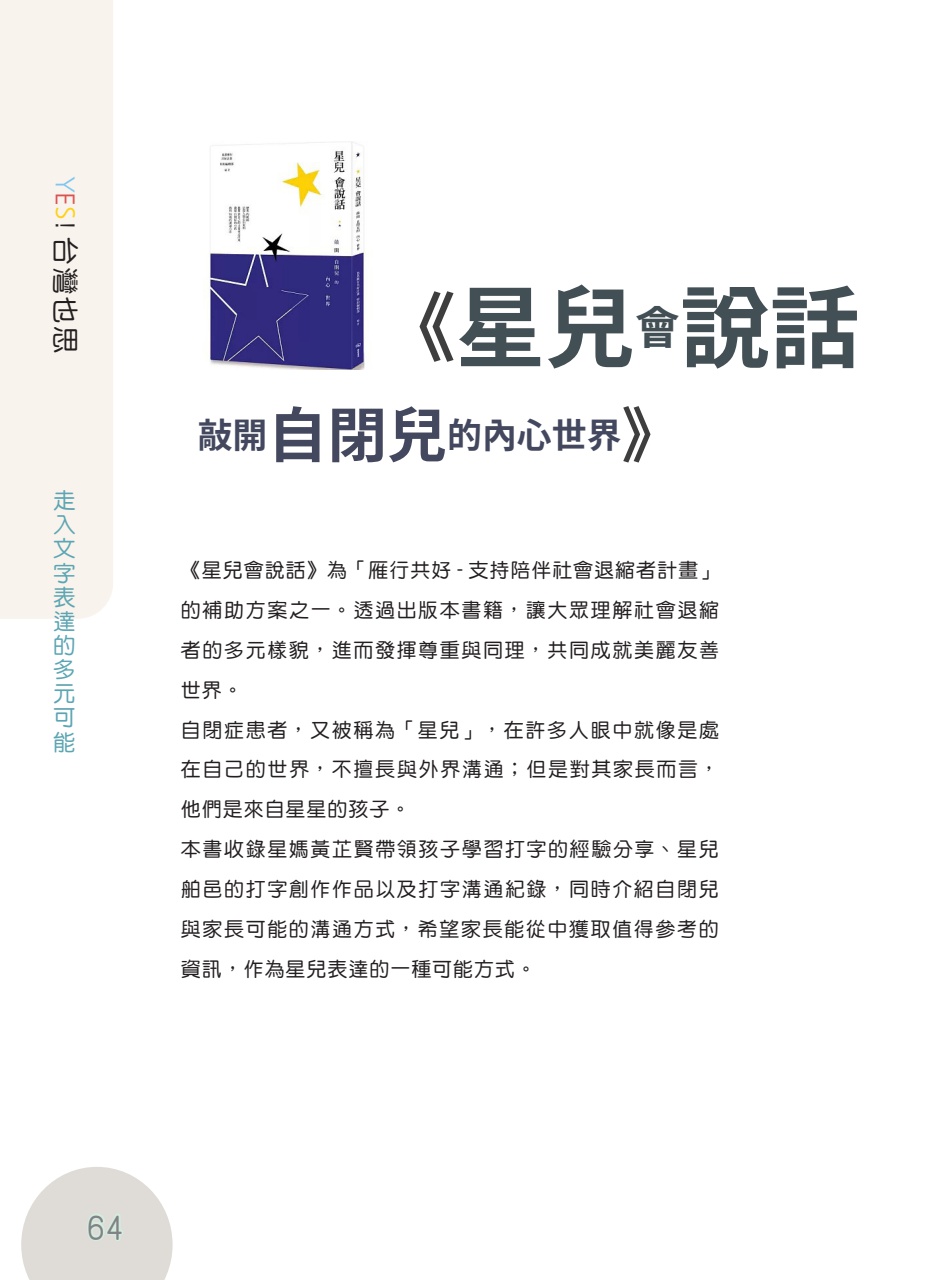 YES! 台灣也思
走入文字表達的多元可能
星兒 會說話
星兒 會說話
《星兒會說話
敲開自閉兒的內心世界》
《星兒會說話》為「雁行共好 - 支持陪伴社會退縮者計畫」
的補助方案之一。透過出版本書籍，讓大眾理解社會退縮
者的多元樣貌，進而發揮尊重與同理，共同成就美麗友善
世界。
自閉症患者，又被稱為「星兒」，在許多人眼中就像是處
在自己的世界，不擅長與外界溝通；但是對其家長而言，
他們是來自星星的孩子。
本書收錄星媽黃芷賢帶領孩子學習打字的經驗分享、星兒
舶邑的打字創作作品以及打字溝通紀錄，同時介紹自閉兒
與家長可能的溝通方式，希望家長能從中獲取值得參考的
資訊，作為星兒表達的一種可能方式。
64